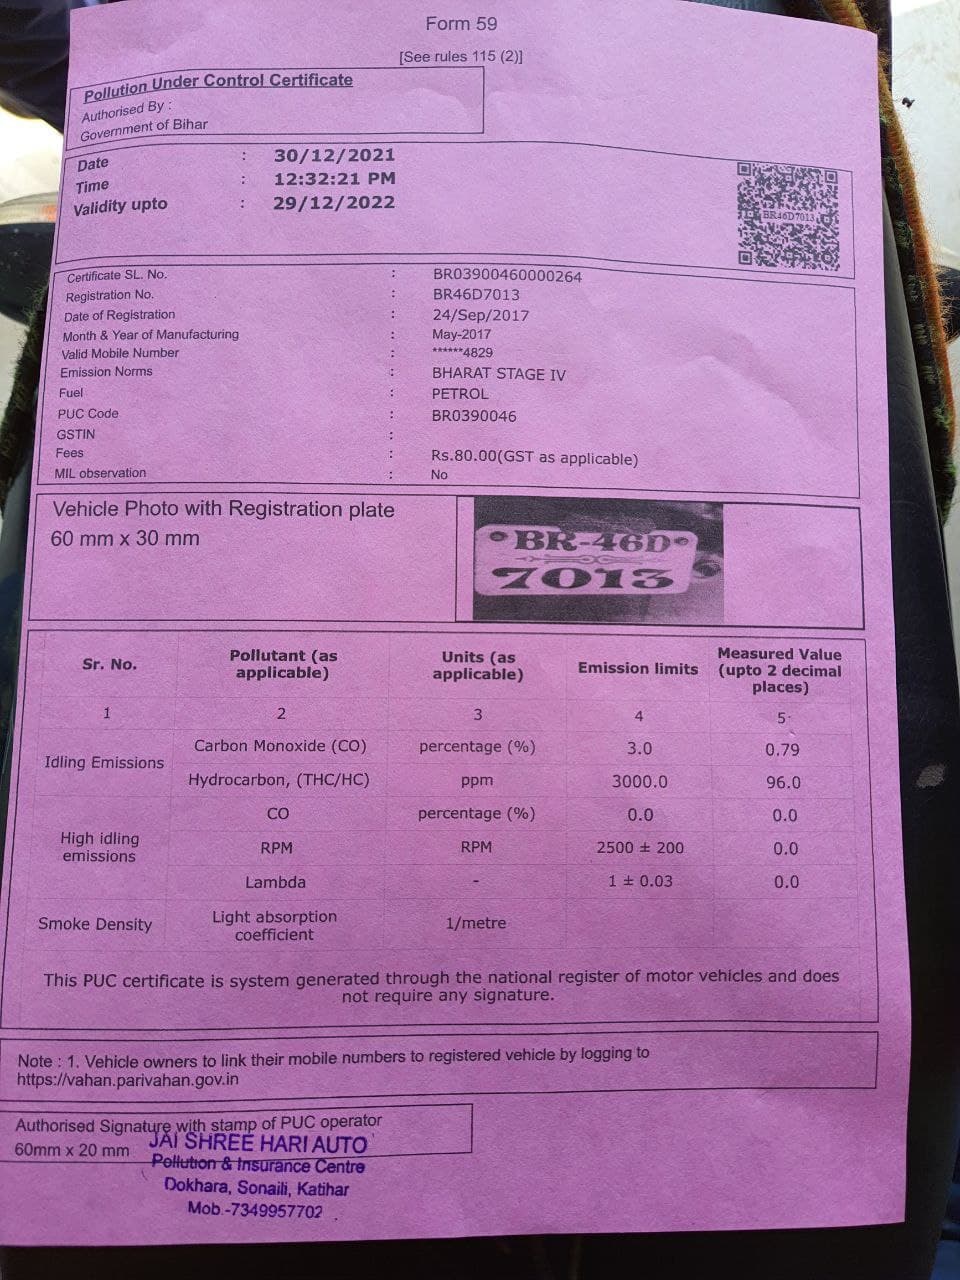 Form 59
[See rules 115 (2)]
Pollution Under Control Certificate
Authorised By :
Government of Bihar
Date : 30/12/2021
Time : 12:32:21 PM
Validity upto : 29/12/2022
BR46D7013
Certificate SL. No. : BR03900460000264
Registration No. : BR46D7013
Date of Registration : 24/Sep/2017
Month & Year of Manufacturing : May-2017
Valid Mobile Number : ******4829
Emission Norms : BHARAT STAGE IV
Fuel : PETROL
PUC Code : BR0390046
GSTIN :
Fees : Rs.80.00(GST as applicable)
MIL observation : No
Vehicle Photo with Registration plate
60 mm x 30 mm
BR-46D
7013
Sr. No. Pollutant (as applicable) Units (as applicable) Emission limits Measured Value (upto 2 decimal places)
1 2 3 4 5
Idling Emissions Carbon Monoxide (CO) percentage (%) 3.0 0.79
Hydrocarbon, (THC/HC) ppm 3000.0 96.0
High idling emissions CO percentage (%) 0.0 0.0
RPM RPM 2500 ± 200 0.0
Lambda - 1 ± 0.03 0.0
Smoke Density Light absorption coefficient 1/metre
This PUC certificate is system generated through the national register of motor vehicles and does
not require any signature.
Note : 1. Vehicle owners to link their mobile numbers to registered vehicle by logging to
https://vahan.parivahan.gov.in
Authorised Signature with stamp of PUC operator
60mm x 20 mm
JAI SHREE HARI AUTO
Pollution & Insurance Centre
Dokhara, Sonaili, Katihar
Mob.-7349957702